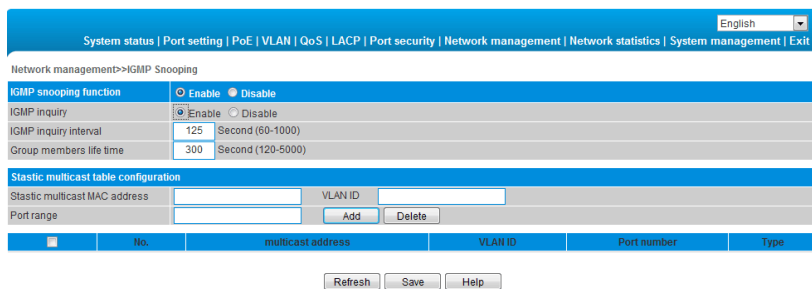 English
System status | Port setting | PoE | VLAN | QoS | LACP | Port security | Network management | Network statistics | System management | Exit
Network management>>IGMP Snooping
IGMP snooping function Enable Disable
IGMP inquiry Enable Disable
IGMP inquiry interval 125 Second (60-1000)
Group members life time 300 Second (120-5000)
Stastic multicast table configuration
Stastic multicast MAC address VLAN ID
Port range Add Delete
No. multicast address VLAN ID Port number Type
Refresh Save Help